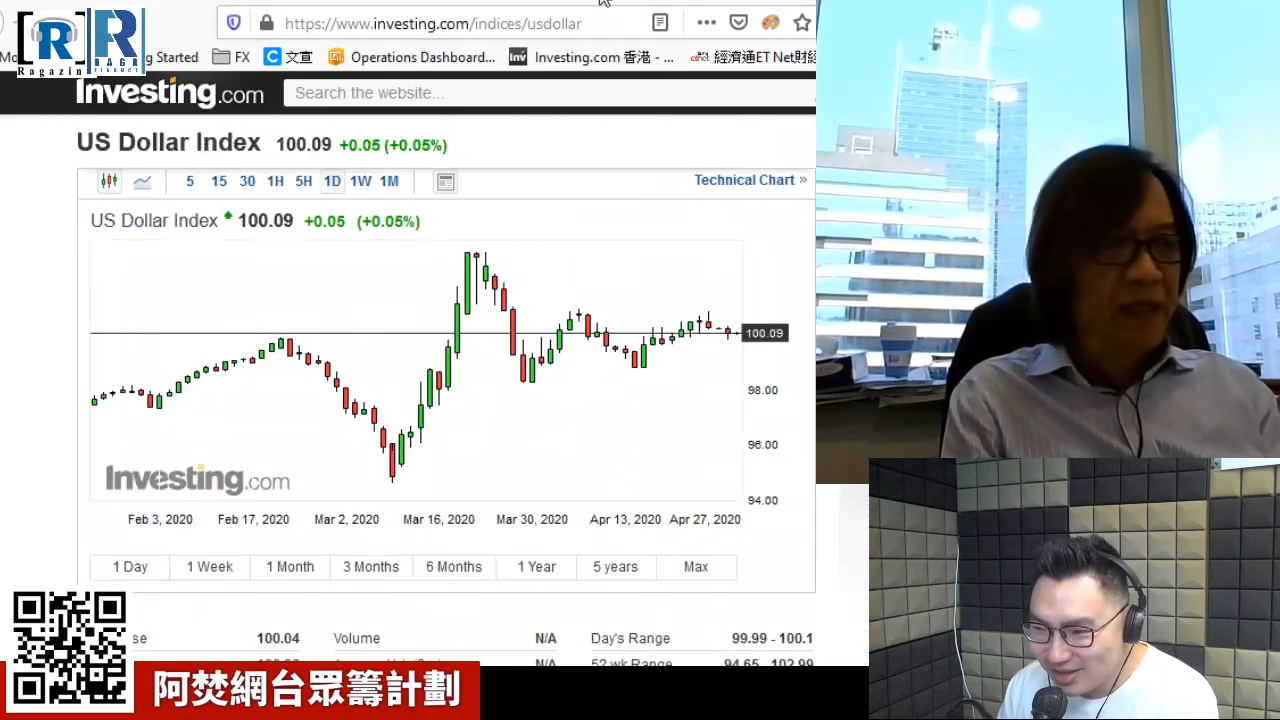 https://www.investing.com/indices/usdollar
[R R
Ragazin
RAGA
FINANCE
Started
FX
文宣
Operations Dashboard...
Inv
Investing.com 香港 - ...
經濟通ET Net財經
Investing.com
Search the website...
US Dollar Index 100.09 +0.05 (+0.05%)
5 15 30 1H 5H 1D 1W 1M
Technical Chart »
US Dollar Index 100.09 +0.05 (+0.05%)
100.09
98.00
96.00
94.00
Investing.com
Feb 3, 2020 Feb 17, 2020 Mar 2, 2020 Mar 16, 2020 Mar 30, 2020 Apr 13, 2020 Apr 27, 2020
1 Day 1 Week 1 Month 3 Months 6 Months 1 Year 5 years Max
se 100.04 Volume N/A Day's Range 99.99 - 100.1
N/A 52 wk Range 94.65 - 102.99
阿焚網台眾籌計劃